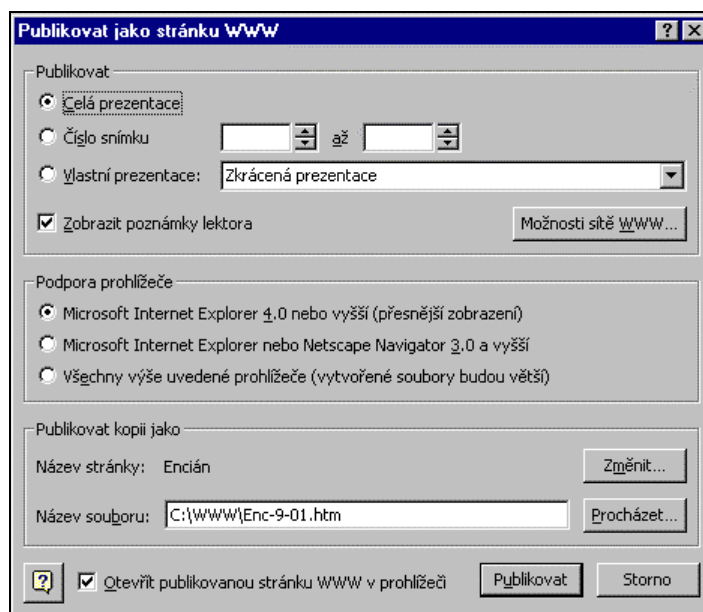 Publikovat jako stránku WWW
Publikovat
Celá prezentace
Číslo snímku až
Vlastní prezentace: Zkrácená prezentace
Zobrazit poznámky lektora Možnosti sítě WWW...
Podpora prohlížeče
Microsoft Internet Explorer 4.0 nebo vyšší (přesnější zobrazení)
Microsoft Internet Explorer nebo Netscape Navigator 3.0 a vyšší
Všechny výše uvedené prohlížeče (vytvořené soubory budou větší)
Publikovat kopii jako
Název stránky: Encián Změnit...
Název souboru: C:\WWW\Enc-9-01.htm Procházet...
Otevřít publikovanou stránku WWW v prohlížeči Publikovat Storno